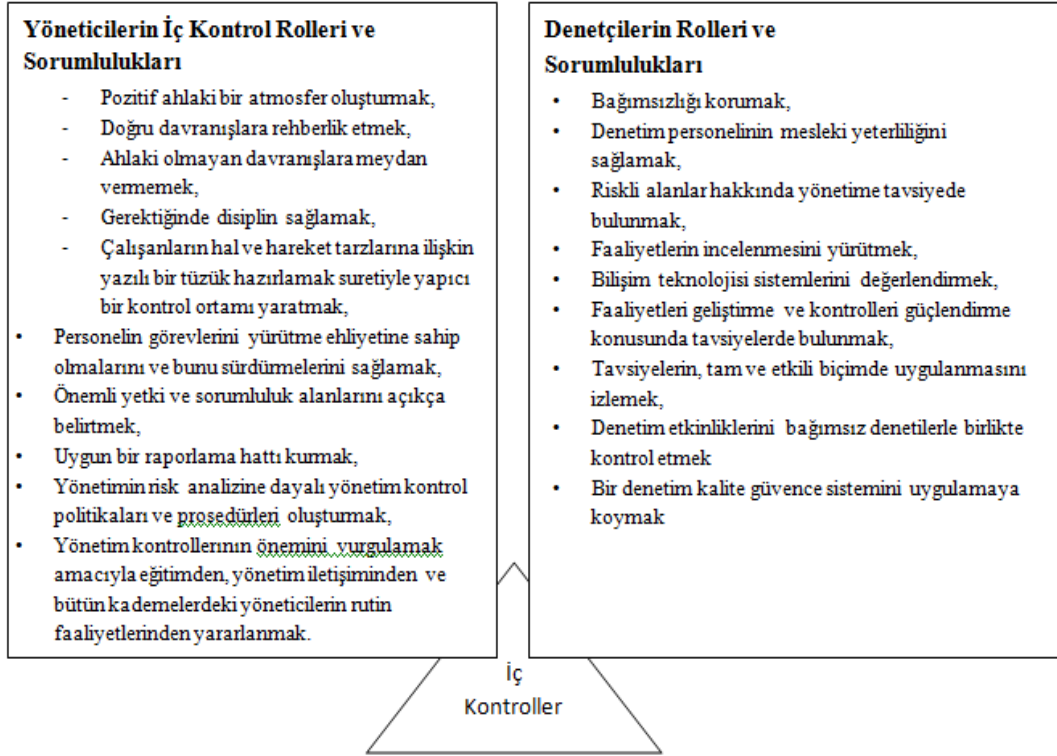 Yöneticilerin İç Kontrol Rolleri ve
Sorumlulukları
- Pozitif ahlaki bir atmosfer oluşturmak,
- Doğru davranışlara rehberlik etmek,
- Ahlaki olmayan davranışlara meydan
vermemek,
- Gerektiğinde disiplin sağlamak,
- Çalışanların hal ve hareket tarzlarına ilişkin
yazılı bir tüzük hazırlamak suretiyle yapıcı
bir kontrol ortamı yaratmak,
• Personelin görevlerini yürütme ehliyetine sahip
olmalarını ve bunu sürdürmelerini sağlamak,
• Önemli yetki ve sorumluluk alanlarını açıkça
belirtmek,
• Uygun bir raporlama hattı kurmak,
• Yönetimin risk analizine dayalı yönetim kontrol
politikaları ve prosedürleri oluşturmak,
• Yönetim kontrollerının önemini vurgulamak
amacıyla eğitimden, yönetim iletişiminden ve
bütün kademelerdeki yöneticilerin rutin
faaliyetlerinden yararlanmak.
Denetçilerin Rolleri ve
Sorumlulukları
• Bağımsızlığı korumak,
• Denetim personelinin mesleki yeterliliğini
sağlamak,
• Riskli alanlar hakkında yönetime tavsiyede
bulunmak,
• Faaliyetlerin incelenmesini yürütmek,
• Bilişim teknolojisi sistemlerini değerlendirmek,
• Faaliyetleri geliştirme ve kontrolleri güçlendirme
konusunda tavsiyelerde bulunmak,
• Tavsiyelerin, tam ve etkili biçimde uygulanmasını
izlemek,
• Denetim etkinliklerini bağımsız denetilerle birlikte
kontrol etmek
• Bir denetim kalite güvence sistemini uygulamaya
koymak
İç
Kontroller